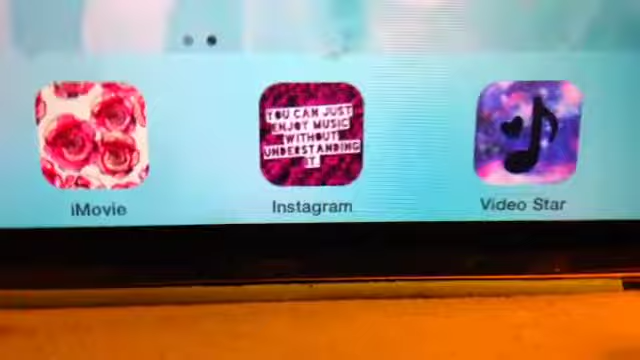 YOU CAN JUST
ENJOY MUSIC
WITHOUT
UNDERSTANDING
IT.
iMovie
Instagram
Video Star